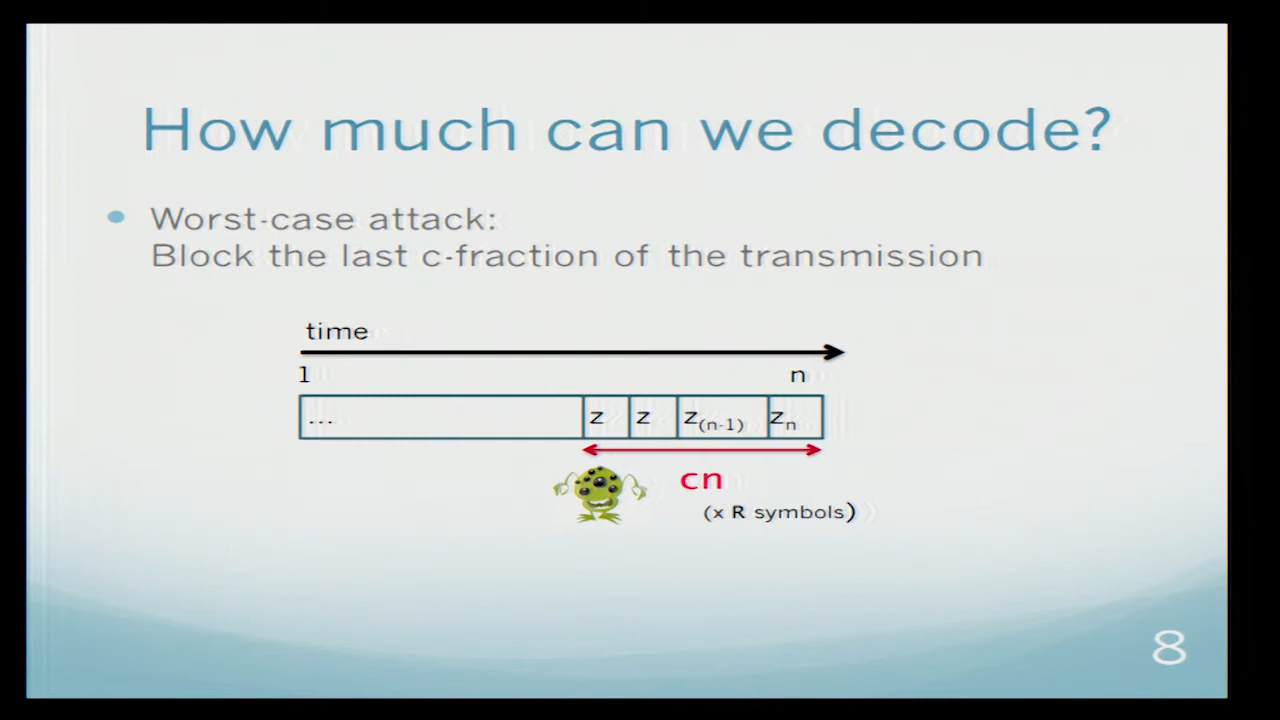 How much can we decode?
• Worst-case attack:
Block the last c-fraction of the transmission
time
1 n
... z z z(n-1) zn
cn
(x R symbols)
8